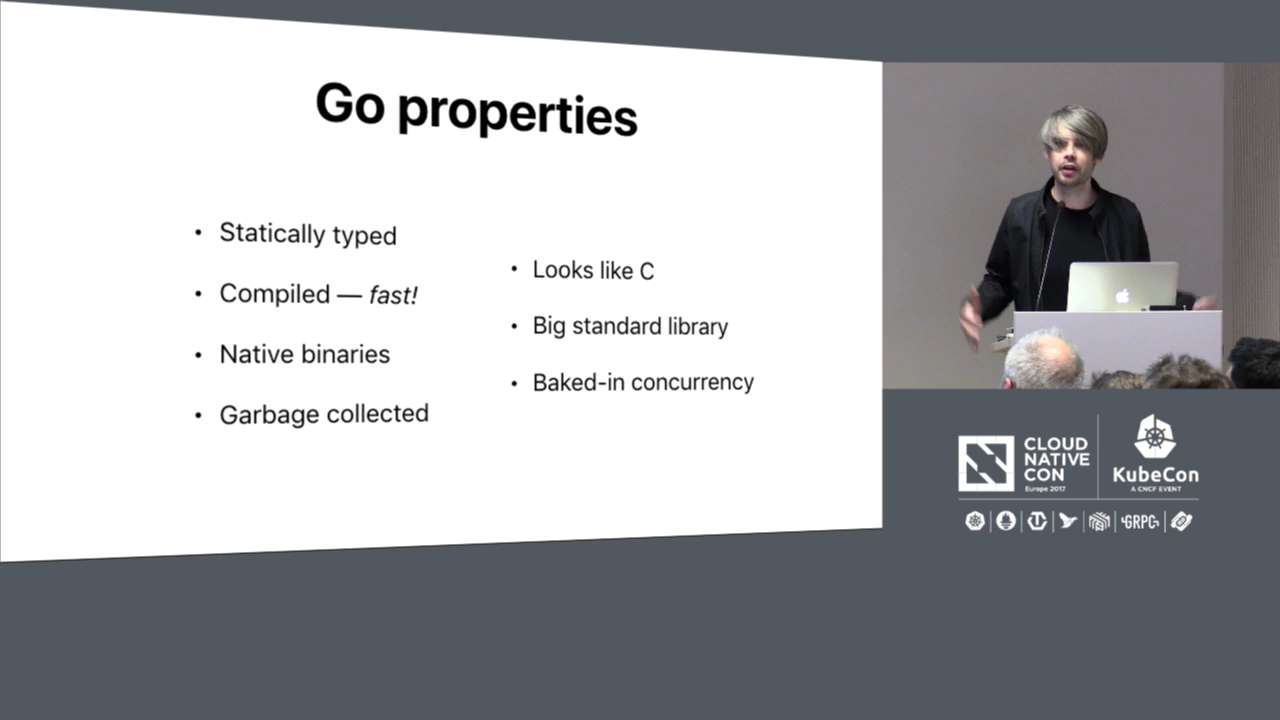 Go properties
• Statically typed
• Compiled — fast!
• Native binaries
• Garbage collected
• Looks like C
• Big standard library
• Baked-in concurrency
CLOUD
NATIVE
CON
Europe 2017
KubeCon
A CNCF EVENT
GRPC